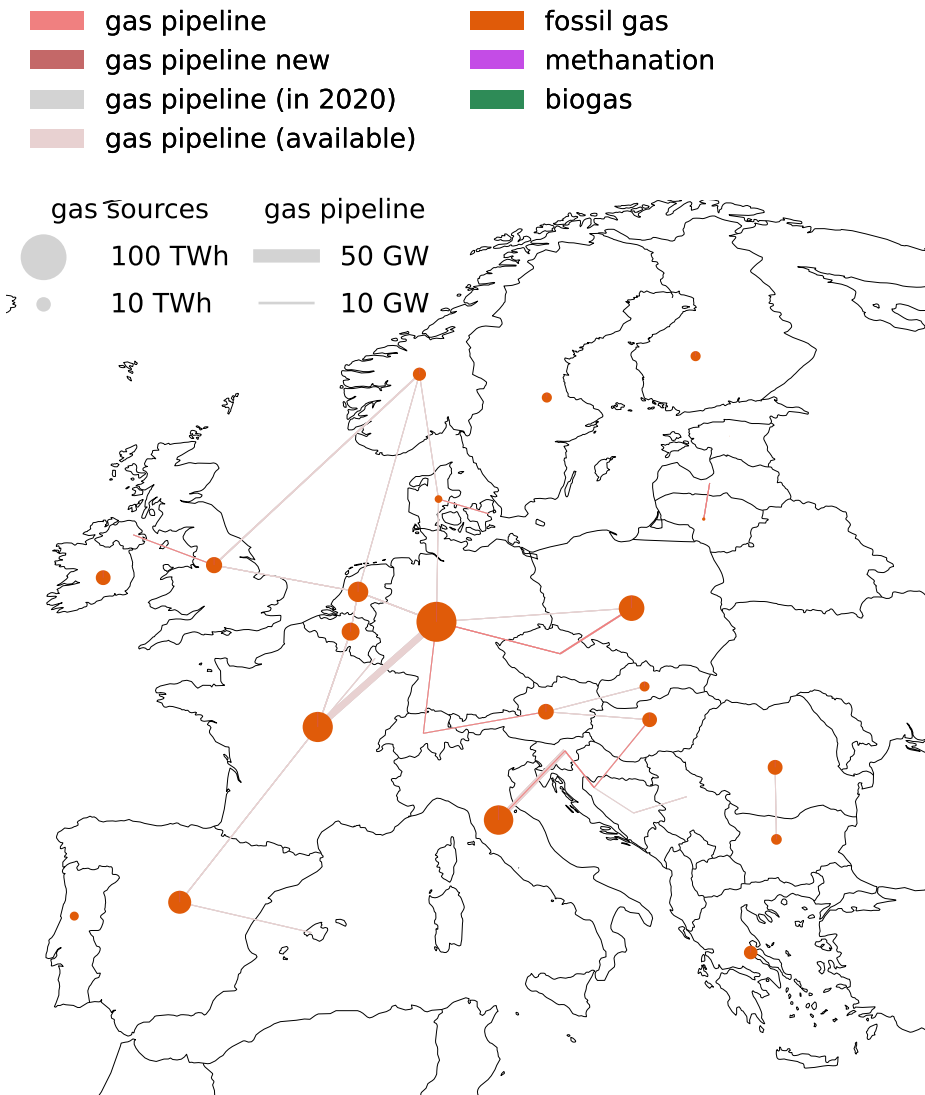 gas pipeline
gas pipeline new
gas pipeline (in 2020)
gas pipeline (available)
fossil gas
methanation
biogas
gas sources
100 TWh
10 TWh
gas pipeline
50 GW
10 GW